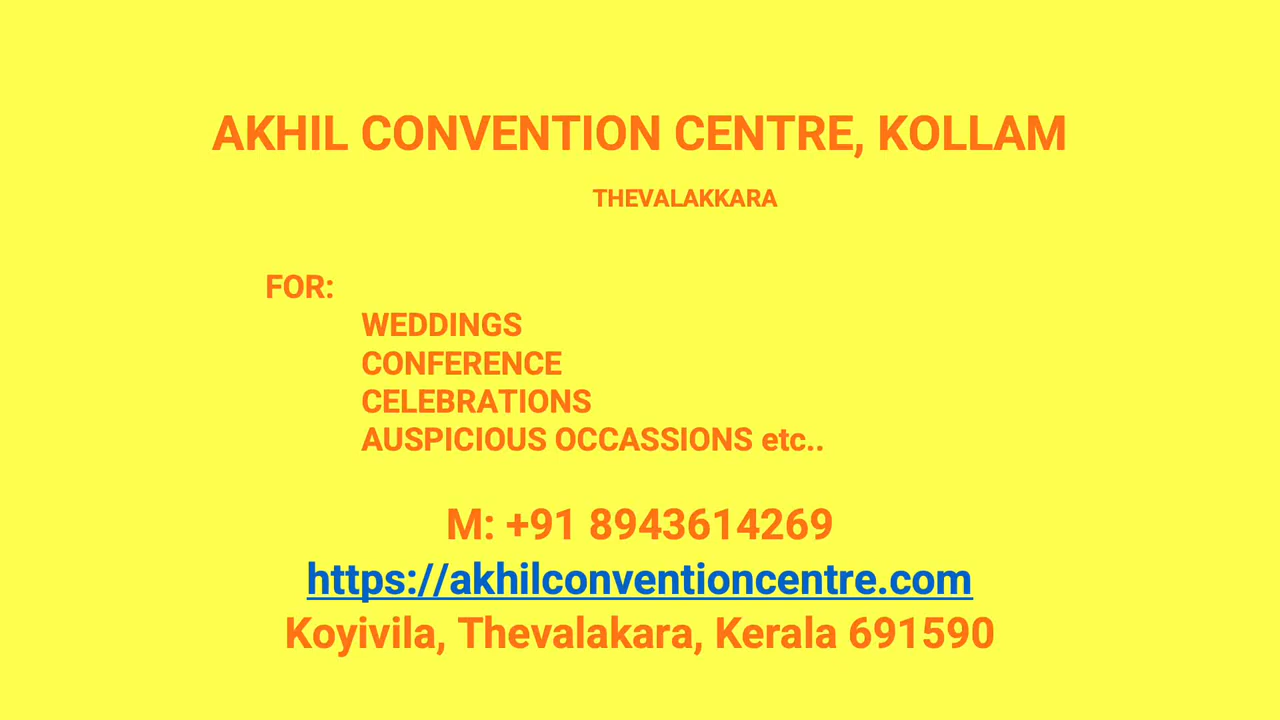 AKHIL CONVENTION CENTRE, KOLLAM
THEVALAKKARA
FOR:
WEDDINGS
CONFERENCE
CELEBRATIONS
AUSPICIOUS OCCASSIONS etc..
M: +91 8943614269
https://akhilconventioncentre.com
Koyivila, Thevalakara, Kerala 691590